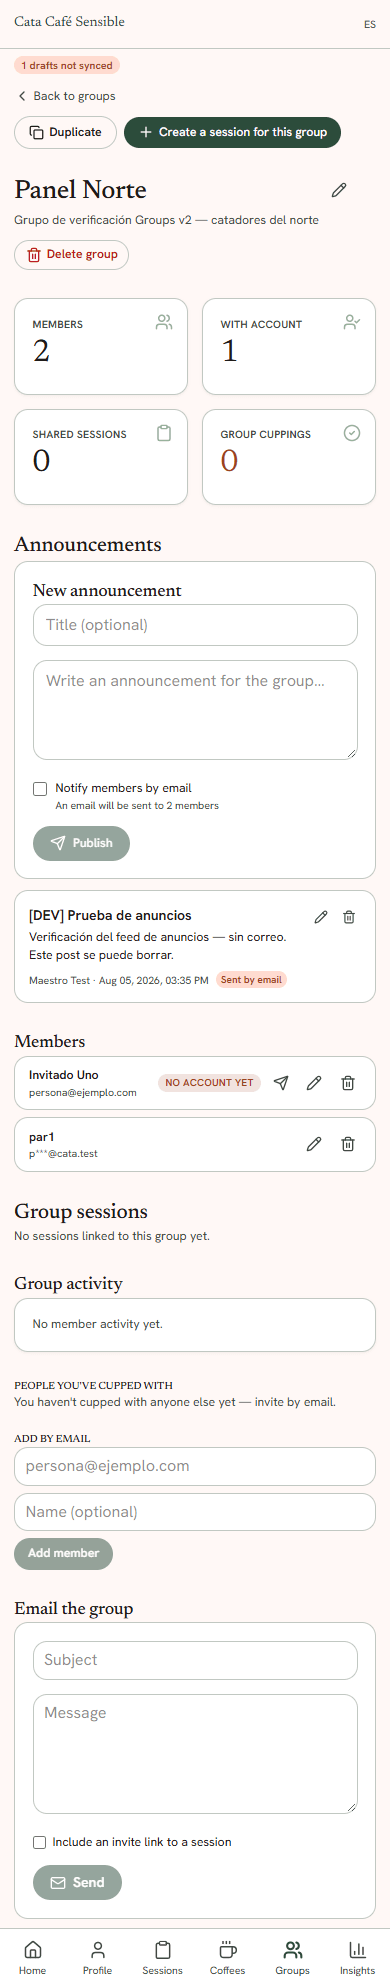 Cata Café Sensible
ES
1 drafts not synced
Back to groups
Duplicate
Create a session for this group
Panel Norte
Grupo de verificación Groups v2 — catadores del norte
Delete group
MEMBERS
2
WITH ACCOUNT
1
SHARED SESSIONS
0
GROUP CUPPINGS
0
Announcements
New announcement
Title (optional)
Write an announcement for the group...
Notify members by email
An email will be sent to 2 members
Publish
[DEV] Prueba de anuncios
Verificación del feed de anuncios — sin correo.
Este post se puede borrar.
Maestro Test · Aug 05, 2026, 03:35 PM
Sent by email
Members
Invitado Uno
persona@ejemplo.com
NO ACCOUNT YET
par1
p***@cata.test
Group sessions
No sessions linked to this group yet.
Group activity
No member activity yet.
PEOPLE YOU'VE CUPPED WITH
You haven't cupped with anyone else yet — invite by email.
ADD BY EMAIL
persona@ejemplo.com
Name (optional)
Add member
Email the group
Subject
Message
Include an invite link to a session
Send
Home
Profile
Sessions
Coffees
Groups
Insights